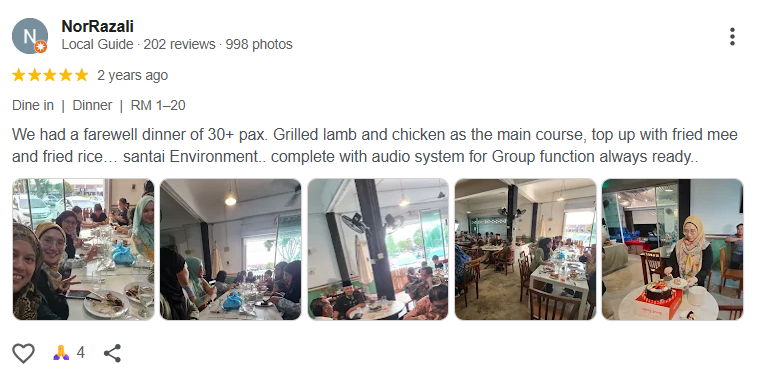 N
NorRazali
Local Guide · 202 reviews · 998 photos
2 years ago
Dine in | Dinner | RM 1–20
We had a farewell dinner of 30+ pax. Grilled lamb and chicken as the main course, top up with fried mee
and fried rice… santai Environment.. complete with audio system for Group function always ready..
4